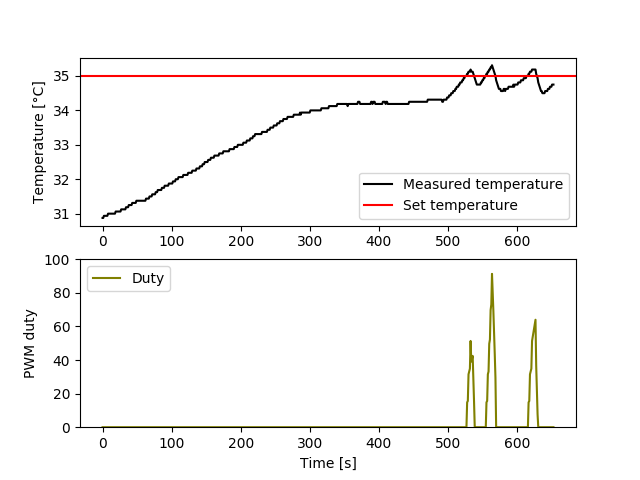 35
34
33
32
31
Temperature [°C]
Measured temperature
Set temperature
0 100 200 300 400 500 600
100
80
60
40
20
0
PWM duty
Duty
0 100 200 300 400 500 600
Time [s]